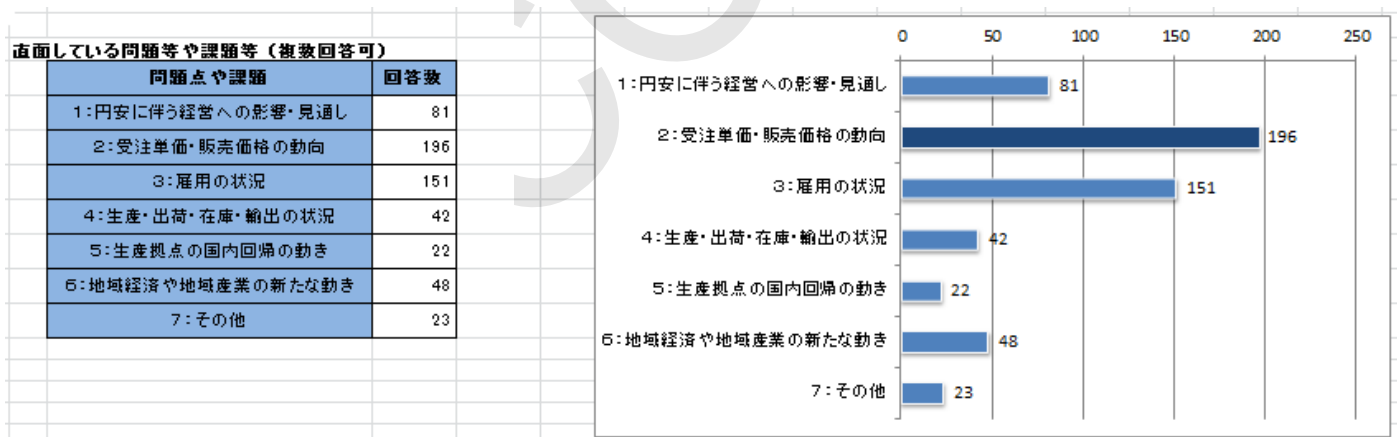 直面している問題等や課題等（複数回答可）
問題点や課題 回答数
1：円安に伴う経営への影響・見通し 81
2：受注単価・販売価格の動向 196
3：雇用の状況 151
4：生産・出荷・在庫・輸出の状況 42
5：生産拠点の国内回帰の動き 22
6：地域経済や地域産業の新たな動き 48
7：その他 23
0 50 100 150 200 250
1：円安に伴う経営への影響・見通し 81
2：受注単価・販売価格の動向 196
3：雇用の状況 151
4：生産・出荷・在庫・輸出の状況 42
5：生産拠点の国内回帰の動き 22
6：地域経済や地域産業の新たな動き 48
7：その他 23